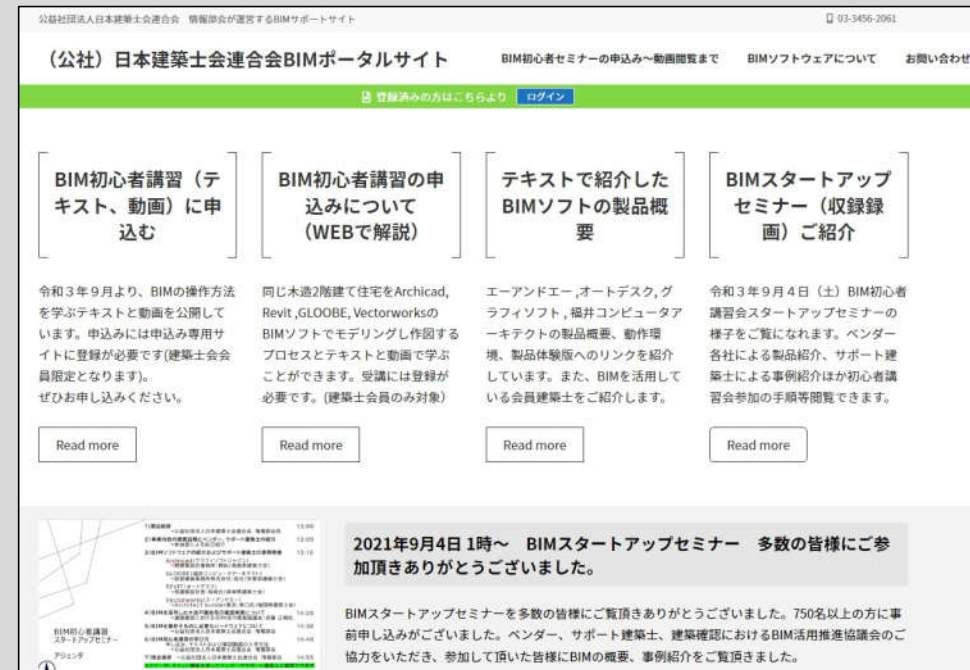 公益社団法人日本建築士会連合会 情報部会が運営するBIMサポートサイト
03-3456-2061
（公社）日本建築士会連合会BIMポータルサイト
BIM初心者セミナーの申込み～動画閲覧まで
BIMソフトウェアについて
お問い合わせ
登録済みの方はこちらより ログイン
BIM初心者講習（テ
キスト、動画）に申
込む
令和３年９月より、BIMの操作方法
を学ぶテキストと動画を公開して
います。申込みには申込み専用サ
イトに登録が必要です(建築士会会
員限定となります)。
ぜひお申し込みください。
Read more
BIM初心者講習の申
込みについて
（WEBで解説）
同じ木造2階建て住宅をArchicad,
Revit ,GLOOBE, Vectorworksの
BIMソフトでモデリングし作図する
プロセスとテキストと動画で学ぶ
ことができます。受講には登録が
必要です。(建築士会員のみ対象）
Read more
テキストで紹介した
BIMソフトの製品概
要
エーアンドエー ,オートデスク, グ
ラフィソフト , 福井コンピュータア
ーキテクトの製品概要、動作環
境、製品体験版へのリンクを紹介
しています。また、BIMを活用して
いる会員建築士をご紹介します。
Read more
BIMスタートアップ
セミナー（収録録
画）ご紹介
令和３年９月４日（土）BIM初心者
講習会スタートアップセミナーの
様子をご覧になれます。ベンダー
各社による製品紹介、サポート建
築士による事例紹介ほか初心者講
習会参加の手順等閲覧できます。
Read more
BIM初心者講習
スタートアップセミナー
アジェンダ
2021年9月4日 1時～ BIMスタートアップセミナー 多数の皆様にご参
加頂きありがとうございました。
BIMスタートアップセミナーを多数の皆様にご覧頂きありがとうございました。750名以上の方に事
前申し込みがございました。ベンダー、サポート建築士、建築確認におけるBIM活用推進協議会のご
協力をいただき、参加して頂いた皆様にBIMの概要、事例紹介をご覧頂きました。